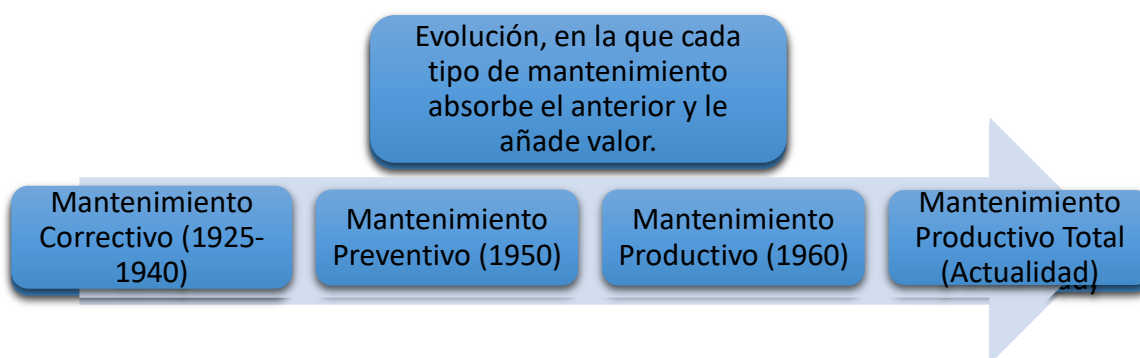 Evolución, en la que cada
tipo de mantenimiento
absorbe el anterior y le
añade valor.
Mantenimiento
Correctivo (1925-
1940)
Mantenimiento
Preventivo (1950)
Mantenimiento
Productivo (1960)
Mantenimiento
Productivo Total
(Actualidad)